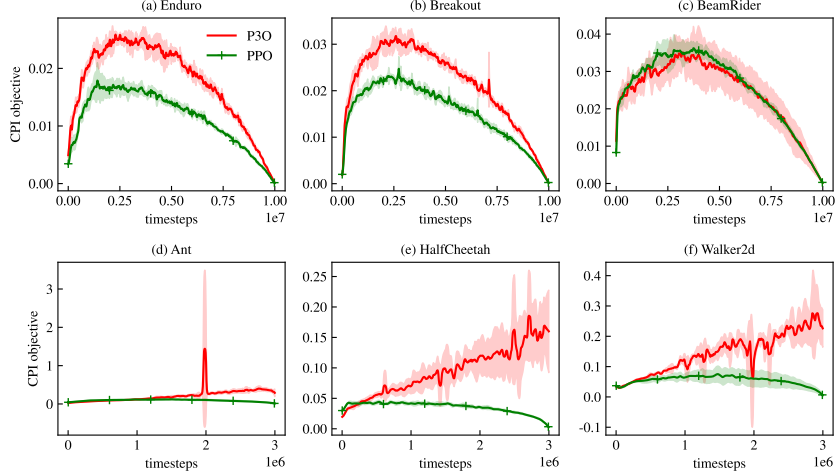 (a) Enduro
(b) Breakout
(c) BeamRider
CPI objective
0.02
0.01
0.00
P3O
PPO
0.00 0.25 0.50 0.75 1.00
timesteps
1e7
0.03
0.02
0.01
0.00
0.00 0.25 0.50 0.75 1.00
timesteps
1e7
0.04
0.03
0.02
0.01
0.00
0.00 0.25 0.50 0.75 1.00
timesteps
1e7
(d) Ant
(e) HalfCheetah
(f) Walker2d
CPI objective
3
2
1
0
0 1 2 3
timesteps
1e6
0.25
0.20
0.15
0.10
0.05
0.00
0 1 2 3
timesteps
1e6
0.4
0.3
0.2
0.1
0.0
-0.1
0 1 2 3
timesteps
1e6